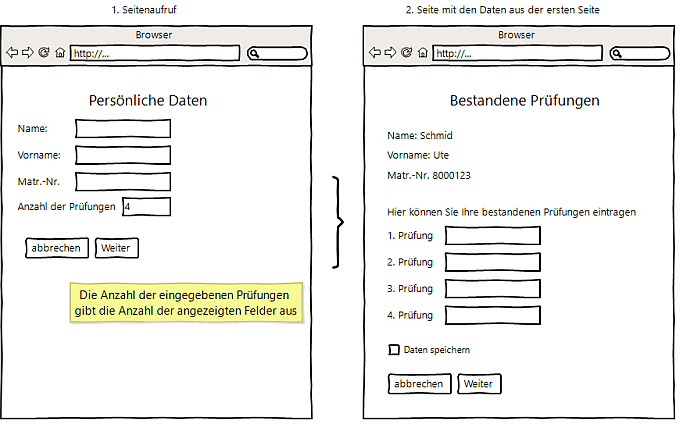 1. Seitenaufruf
Browser
http://...
Persönliche Daten
Name:
Vorname:
Matr.-Nr.
Anzahl der Prüfungen 4
abbrechen Weiter
Die Anzahl der eingegebenen Prüfungen
gibt die Anzahl der angezeigten Felder aus
2. Seite mit den Daten aus der ersten Seite
Browser
http://...
Bestandene Prüfungen
Name: Schmid
Vorname: Ute
Matr.-Nr. 8000123
Hier können Sie Ihre bestandenen Prüfungen eintragen
1. Prüfung
2. Prüfung
3. Prüfung
4. Prüfung
Daten speichern
abbrechen Weiter